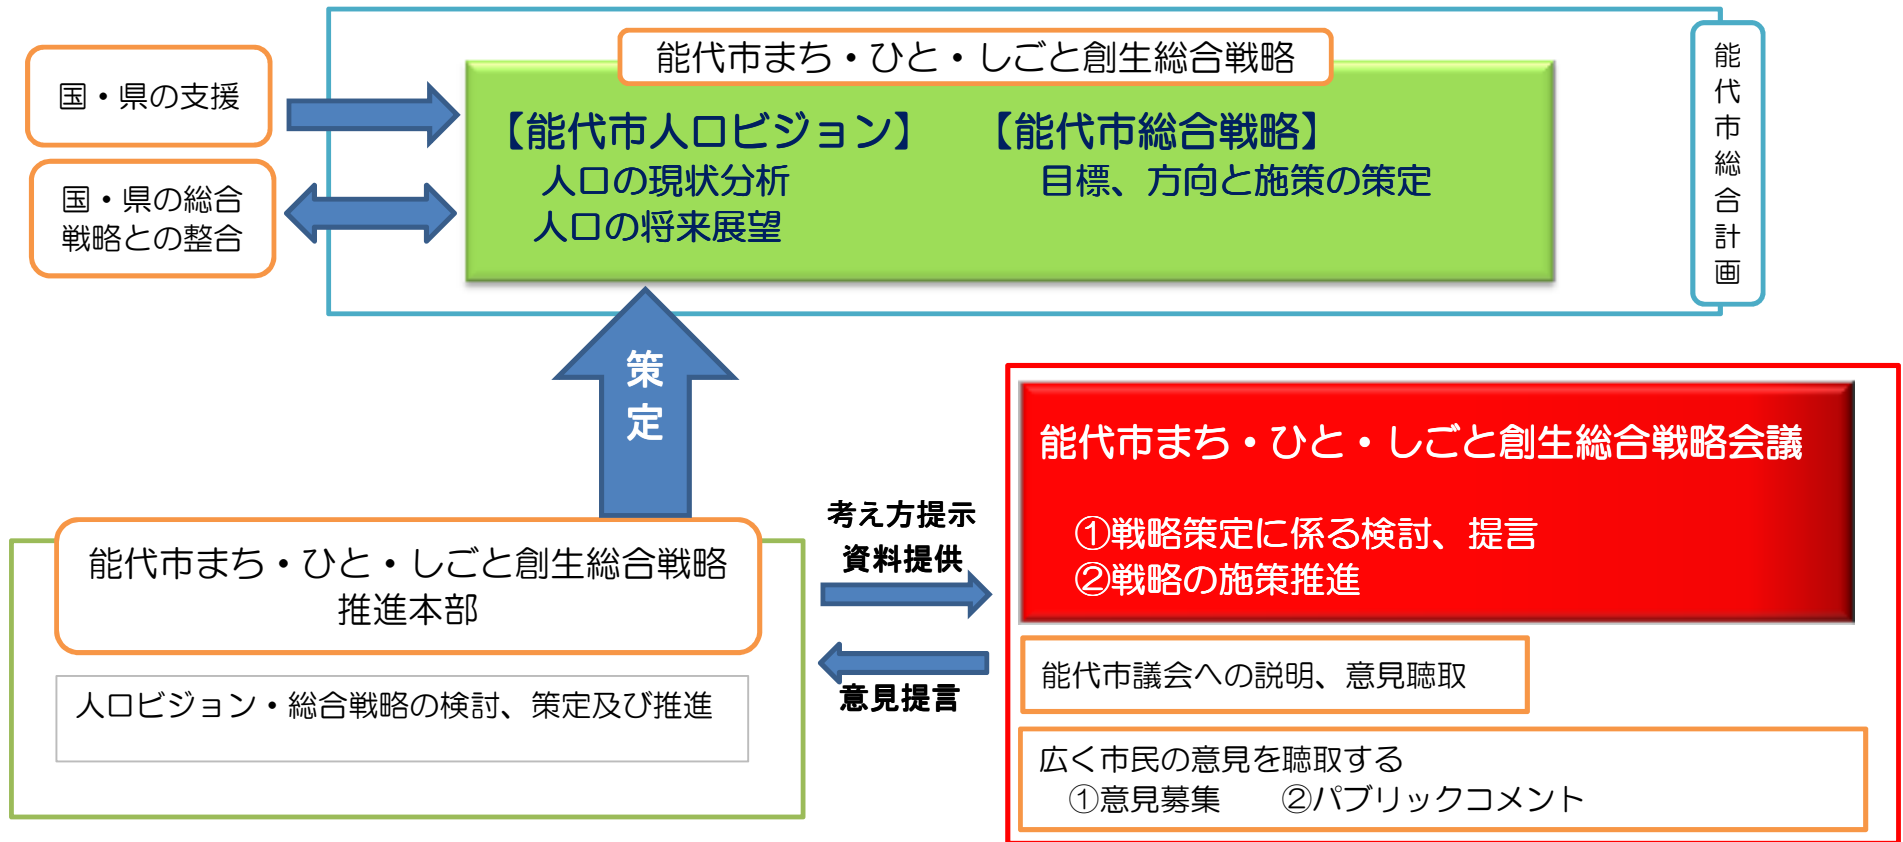 能代市まち・ひと・しごと創生総合戦略
国・県の支援
国・県の総合
戦略との整合
【能代市人口ビジョン】
人口の現状分析
人口の将来展望
【能代市総合戦略】
目標、方向と施策の策定
能代市総合計画
策定
能代市まち・ひと・しごと創生総合戦略
推進本部
人口ビジョン・総合戦略の検討、策定及び推進
考え方提示
資料提供
意見提言
能代市まち・ひと・しごと創生総合戦略会議
①戦略策定に係る検討、提言
②戦略の施策推進
能代市議会への説明、意見聴取
広く市民の意見を聴取する
①意見募集　②パブリックコメント